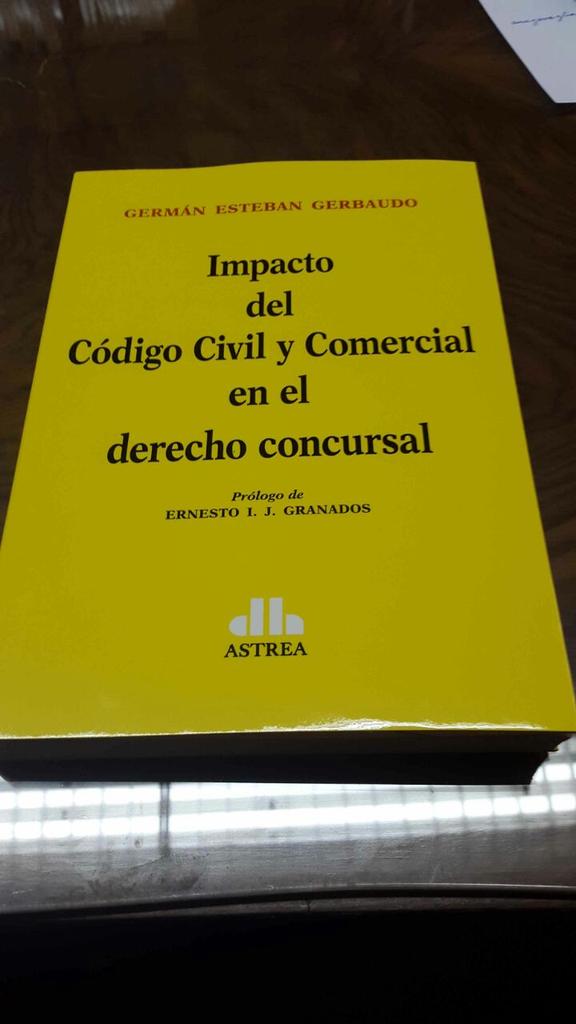 GERMÁN ESTEBAN GERBAUDO
Impacto
del
Código Civil y Comercial
en el
derecho concursal
Prólogo de
ERNESTO I. J. GRANADOS
ASTREA